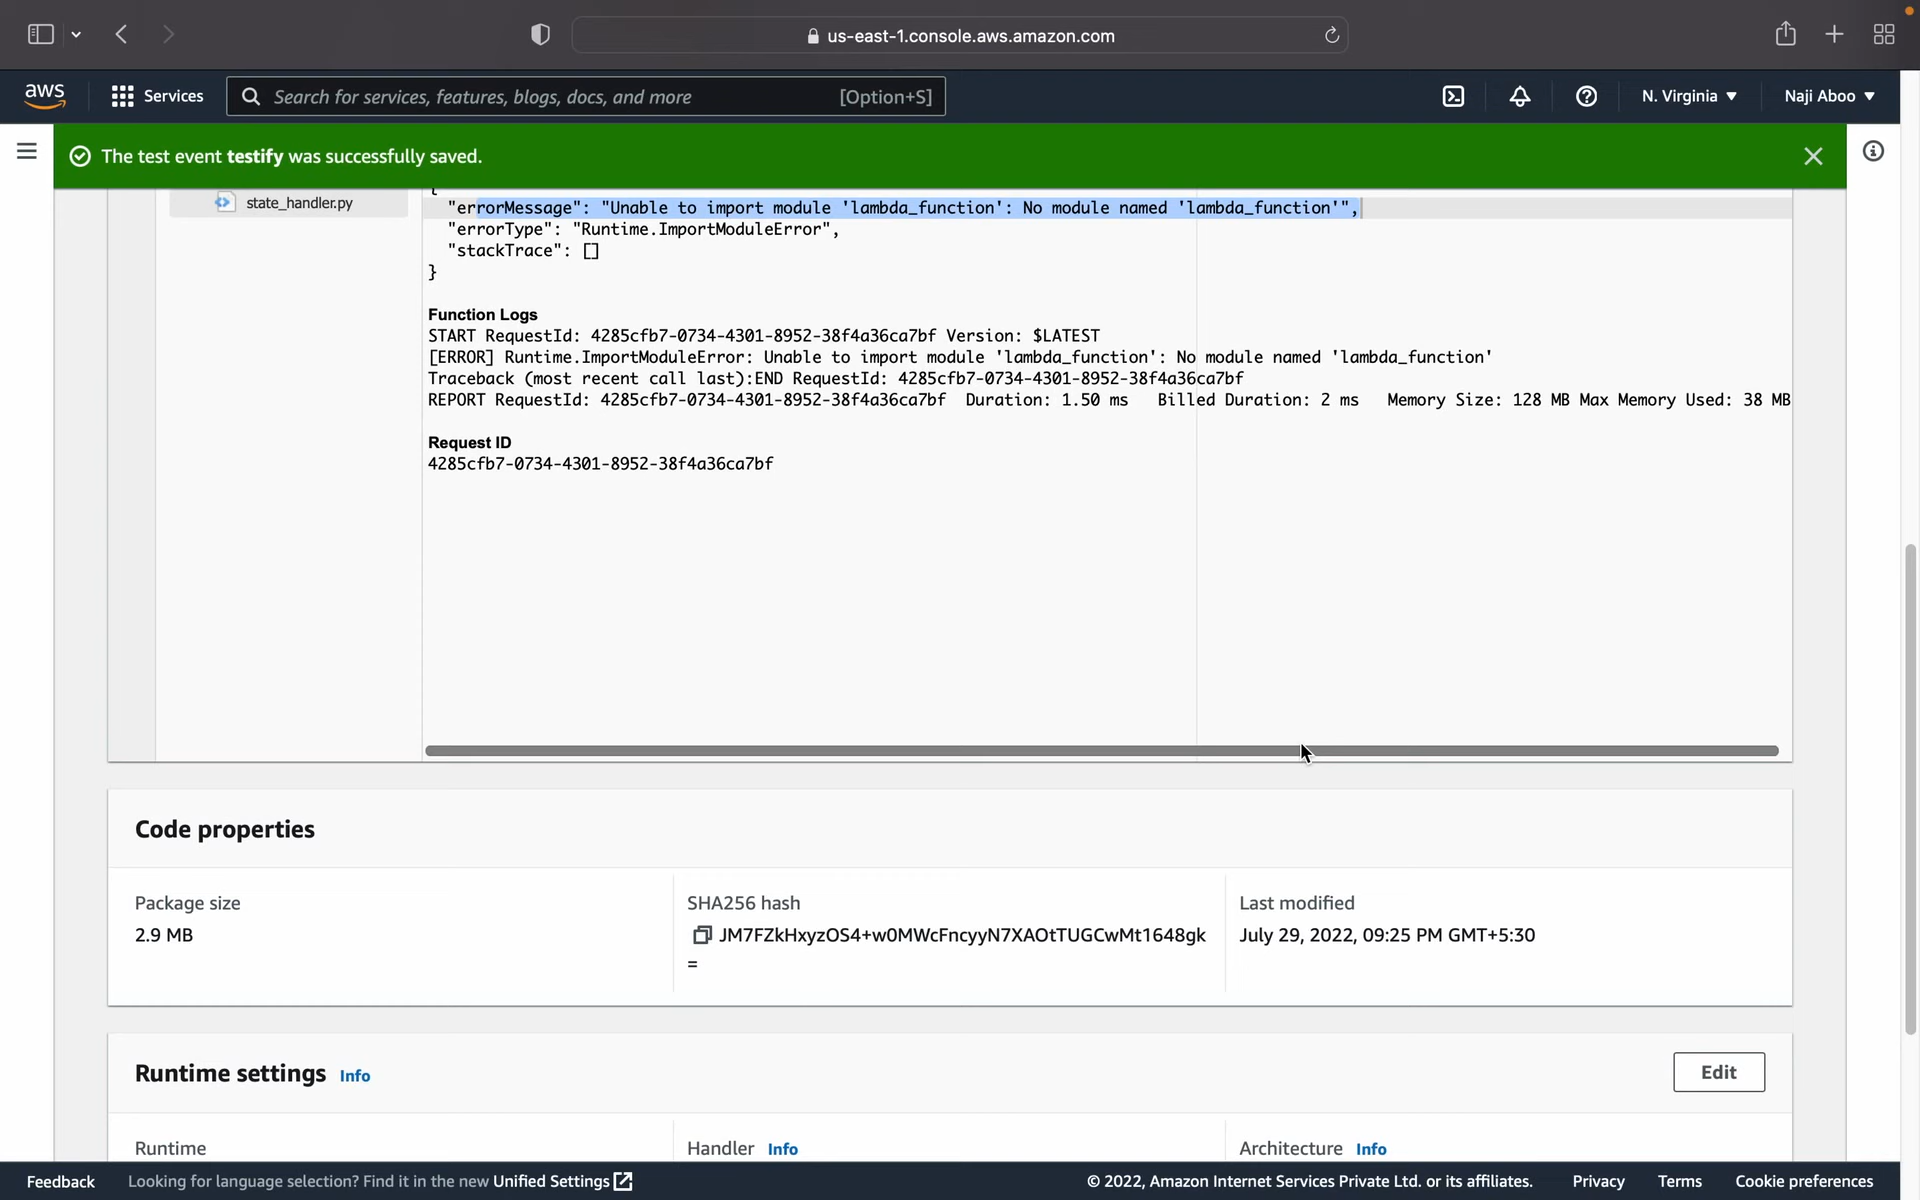 us-east-1.console.aws.amazon.com
aws
Services
Search for services, features, blogs, docs, and more
[Option+S]
N. Virginia ▼
Naji Aboo ▼
The test event testify was successfully saved.
state_handler.py
"errorMessage": "Unable to import module 'lambda_function': No module named 'lambda_function'",
"errorType": "Runtime.ImportModuleError",
"stackTrace": []
}
Function Logs
START RequestId: 4285cfb7-0734-4301-8952-38f4a36ca7bf Version: $LATEST
[ERROR] Runtime.ImportModuleError: Unable to import module 'lambda_function': No module named 'lambda_function'
Traceback (most recent call last):END RequestId: 4285cfb7-0734-4301-8952-38f4a36ca7bf
REPORT RequestId: 4285cfb7-0734-4301-8952-38f4a36ca7bf Duration: 1.50 ms Billed Duration: 2 ms Memory Size: 128 MB Max Memory Used: 38 MB
Request ID
4285cfb7-0734-4301-8952-38f4a36ca7bf
Code properties
Package size
2.9 MB
SHA256 hash
JM7FZkHxyzOS4+w0MWcFncyyN7XAOtTUGCwMt1648gk
=
Last modified
July 29, 2022, 09:25 PM GMT+5:30
Runtime settings Info
Edit
Runtime
Handler Info
Architecture Info
Feedback
Looking for language selection? Find it in the new Unified Settings
© 2022, Amazon Internet Services Private Ltd. or its affiliates.
Privacy
Terms
Cookie preferences